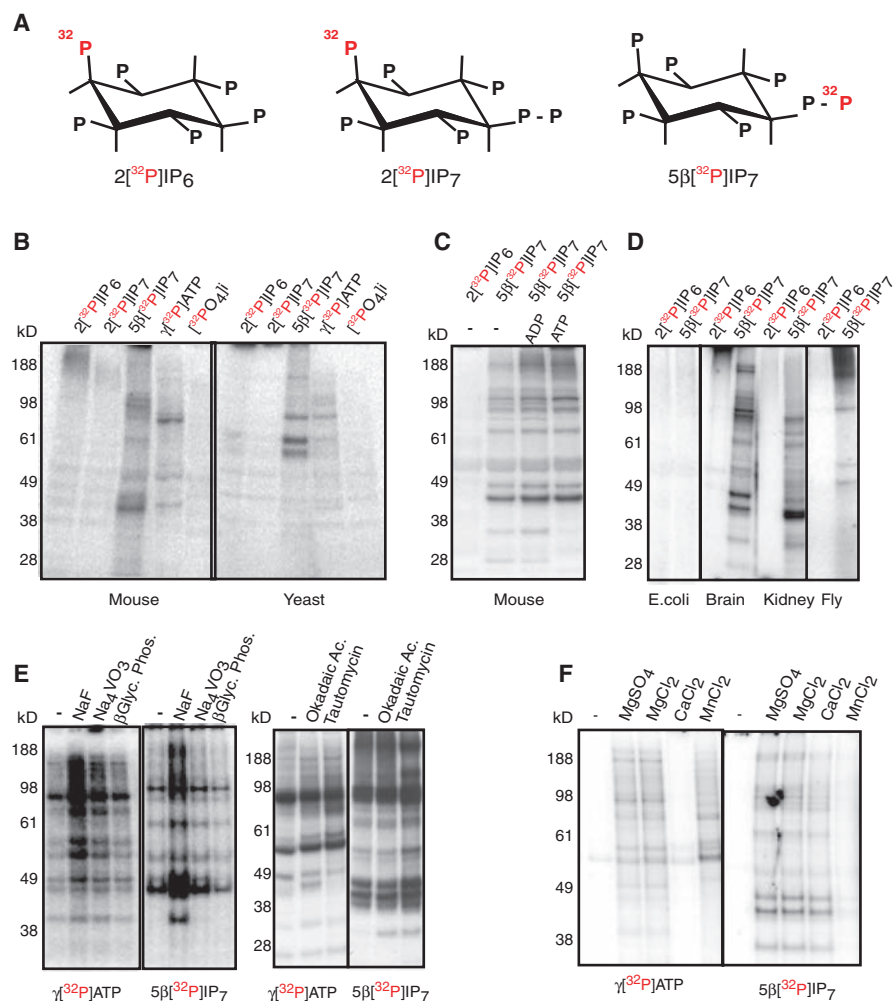 A
32P P P P P P
32P P P P P P - P
P P P P P P - 32P
2[32P]IP6 2[32P]IP7 5β[32P]IP7
B
2[32P]IP6 2[32P]IP7 5β[32P]IP7 γ[32P]ATP [32PO4]i 2[32P]IP6 2[32P]IP7 5β[32P]IP7 γ[32P]ATP [32PO4]i
kD
188
98
61
49
38
28
Mouse Yeast
C
2[32P]IP6 5β[32P]IP7 5β[32P]IP7 5β[32P]IP7
- - ADP ATP
kD
188
98
61
49
38
28
Mouse
D
2[32P]IP6 5β[32P]IP7 2[32P]IP6 5β[32P]IP7 2[32P]IP6 5β[32P]IP7 2[32P]IP6 5β[32P]IP7
kD
188
98
61
49
38
28
E.coli Brain Kidney Fly
E
- NaF Na4VO3 βGlyc. Phos. - NaF Na4VO3 βGlyc. Phos.
kD
188
98
61
49
38
γ[32P]ATP 5β[32P]IP7
- Okadaic Ac. Tautomycin - Okadaic Ac. Tautomycin
kD
188
98
61
49
38
28
γ[32P]ATP 5β[32P]IP7
F
- MgSO4 MgCl2 CaCl2 MnCl2 - MgSO4 MgCl2 CaCl2 MnCl2
kD
188
98
61
49
38
γ[32P]ATP 5β[32P]IP7